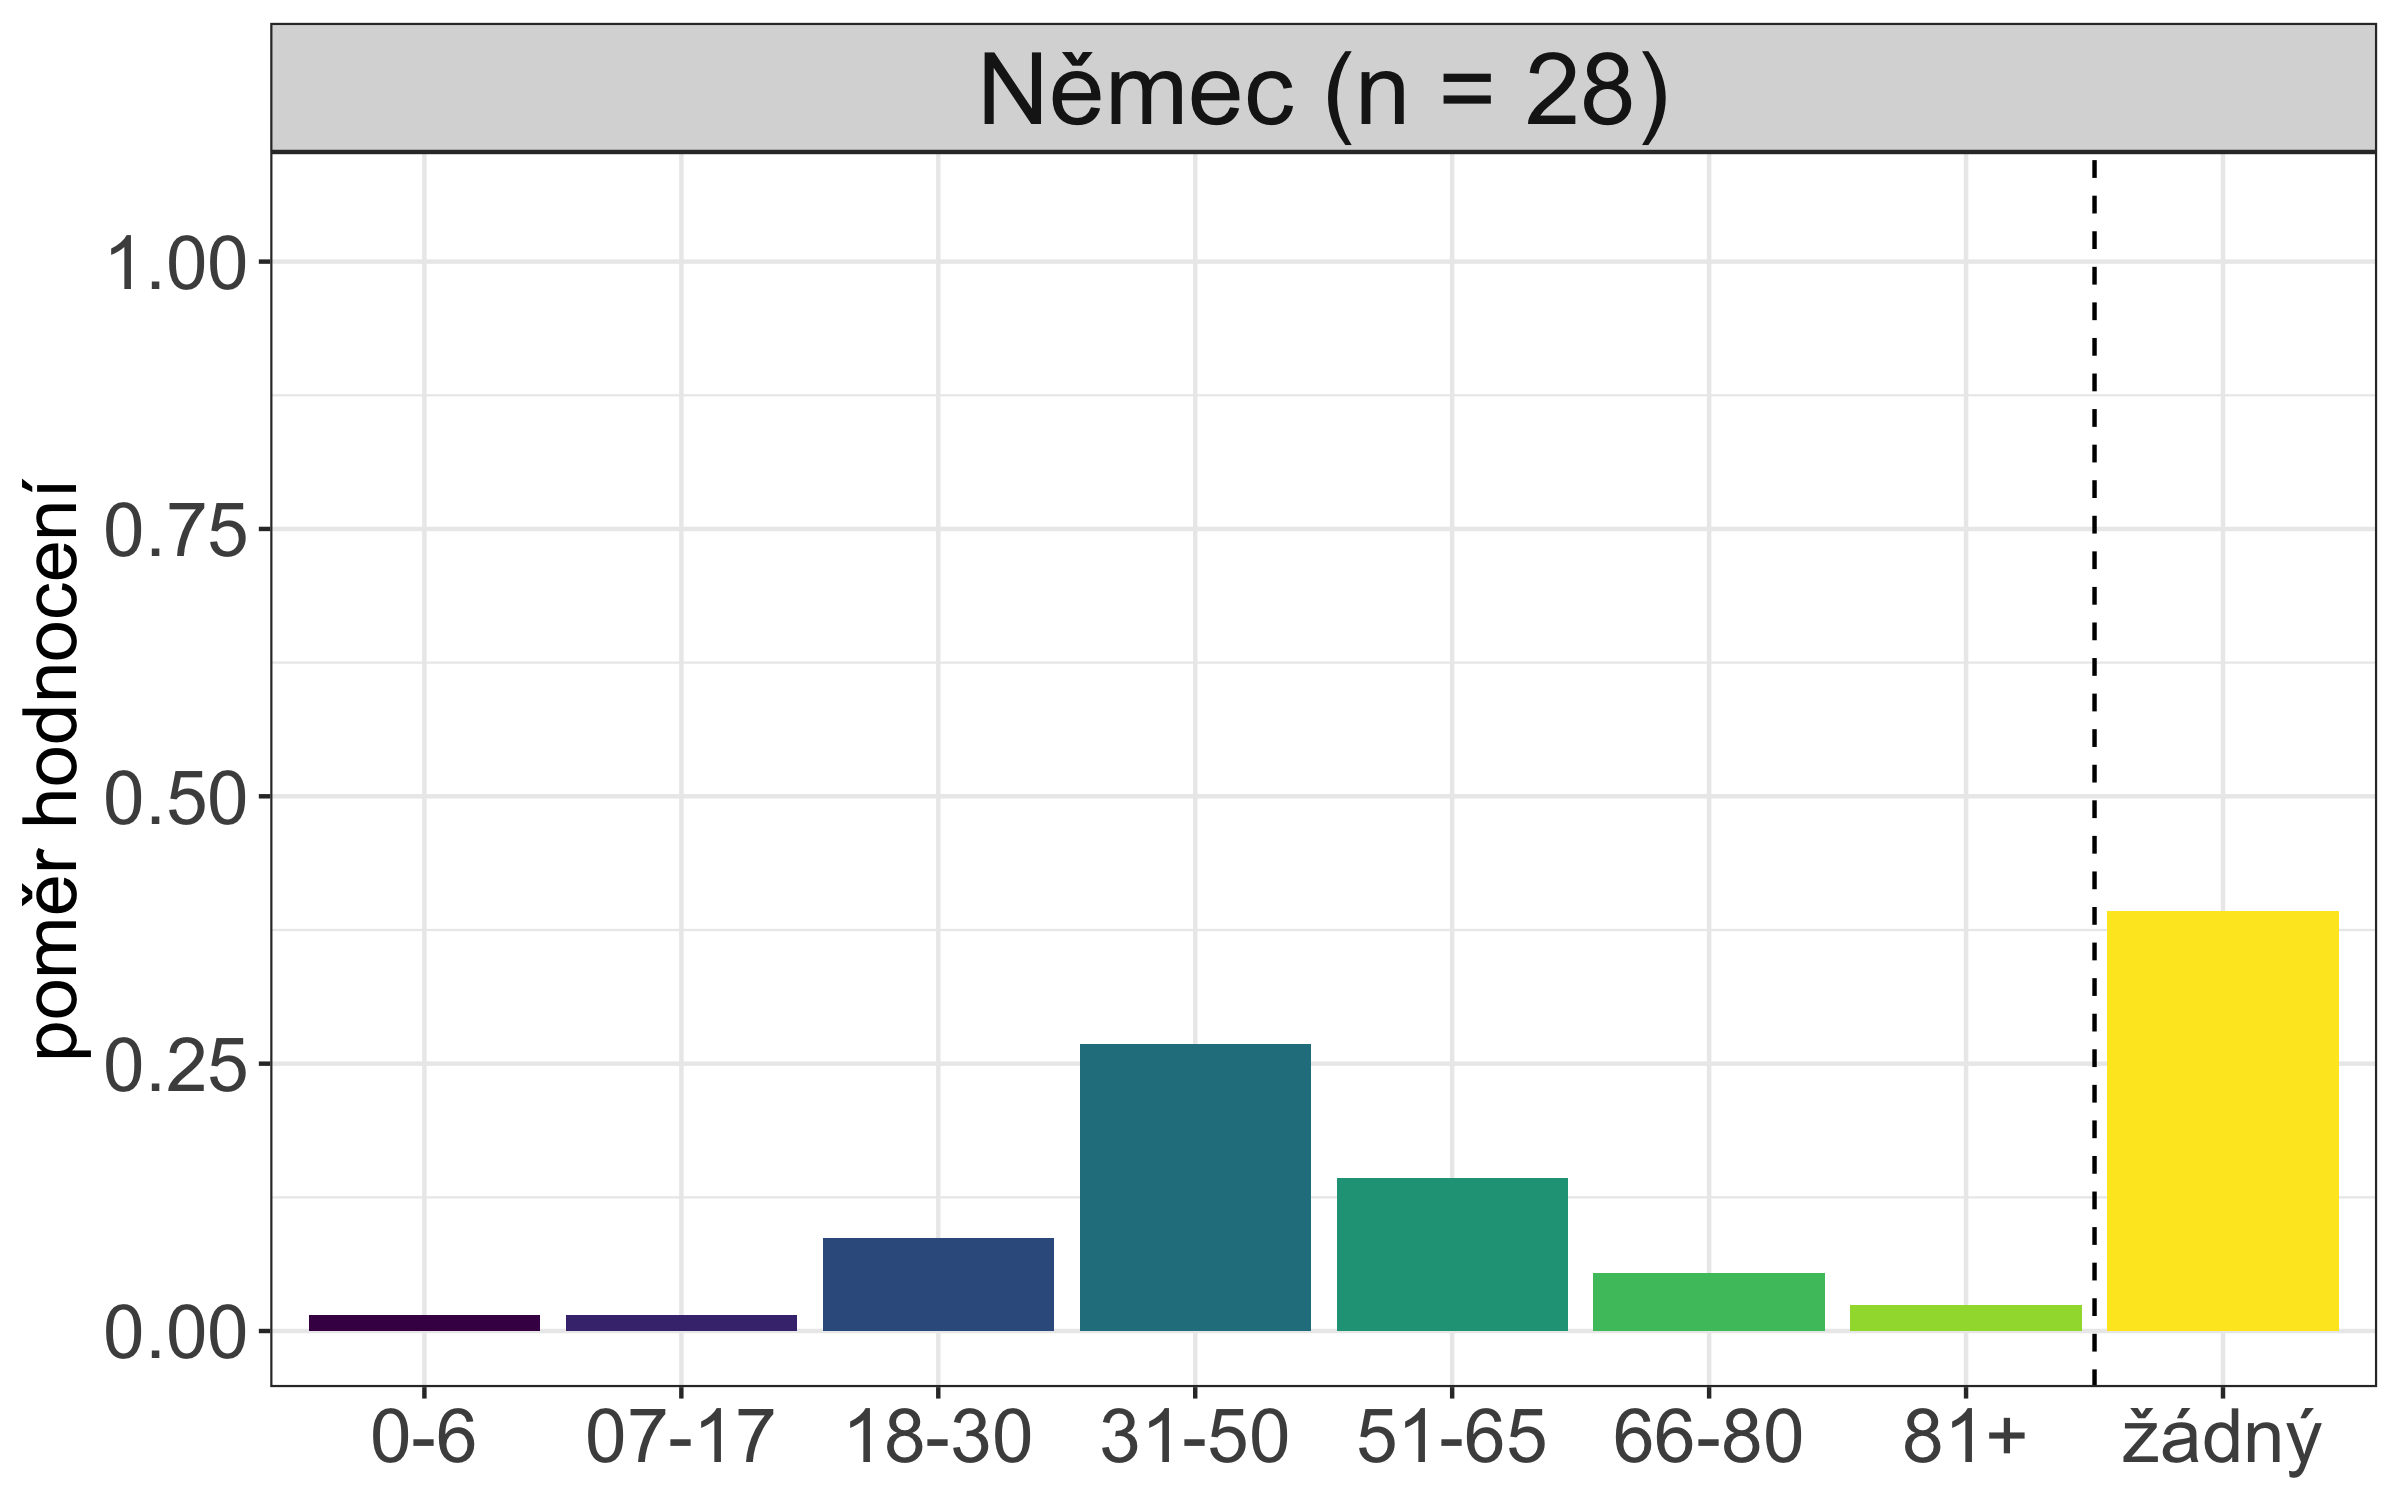 Němec (n = 28)
poměr hodnocení
1.00
0.75
0.50
0.25
0.00
0-6 07-17 18-30 31-50 51-65 66-80 81+ žádný